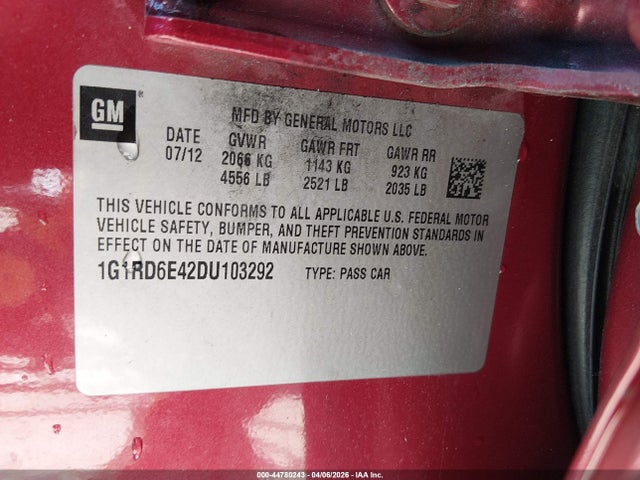 GM
MFD BY GENERAL MOTORS LLC
DATE GVWR GAWR FRT GAWR RR
07/12 2066 KG 1143 KG 923 KG
4556 LB 2521 LB 2035 LB
THIS VEHICLE CONFORMS TO ALL APPLICABLE U.S. FEDERAL MOTOR
VEHICLE SAFETY, BUMPER, AND THEFT PREVENTION STANDARDS IN
EFFECT ON THE DATE OF MANUFACTURE SHOWN ABOVE.
1G1RD6E42DU103292 TYPE: PASS CAR
000-44780243 - 04/06/2026 - IAA Inc.